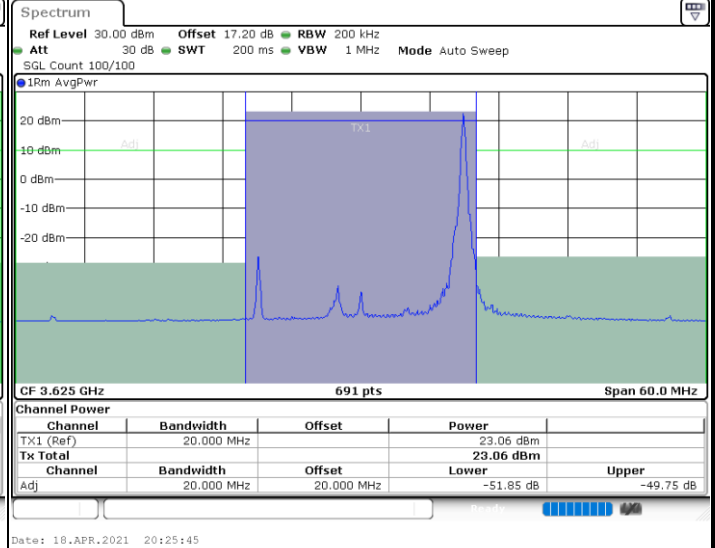 Spectrum
Ref Level 30.00 dBm Offset 17.20 dB RBW 200 kHz
Att 30 dB SWT 200 ms VBW 1 MHz Mode Auto Sweep
SGL Count 100/100
1Rm AvgPwr
20 dBm
TX1
Adj
Adj
10 dBm
0 dBm
-10 dBm
-20 dBm
CF 3.625 GHz 691 pts Span 60.0 MHz
Channel Power
Channel Bandwidth Offset Power
TX1 (Ref) 20.000 MHz 23.06 dBm
Tx Total 23.06 dBm
Channel Bandwidth Offset Lower Upper
Adj 20.000 MHz 20.000 MHz -51.85 dB -49.75 dB
Ready
Date: 18.APR.2021 20:25:45